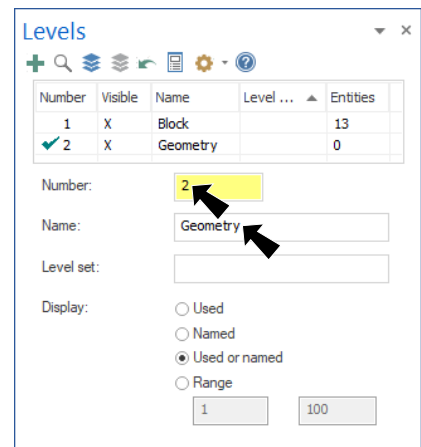 Levels
Number Visible Name Level ... Entities
1 X Block 13
2 X Geometry 0
Number: 2
Name: Geometry
Level set:
Display: Used
Named
Used or named
Range
1 100